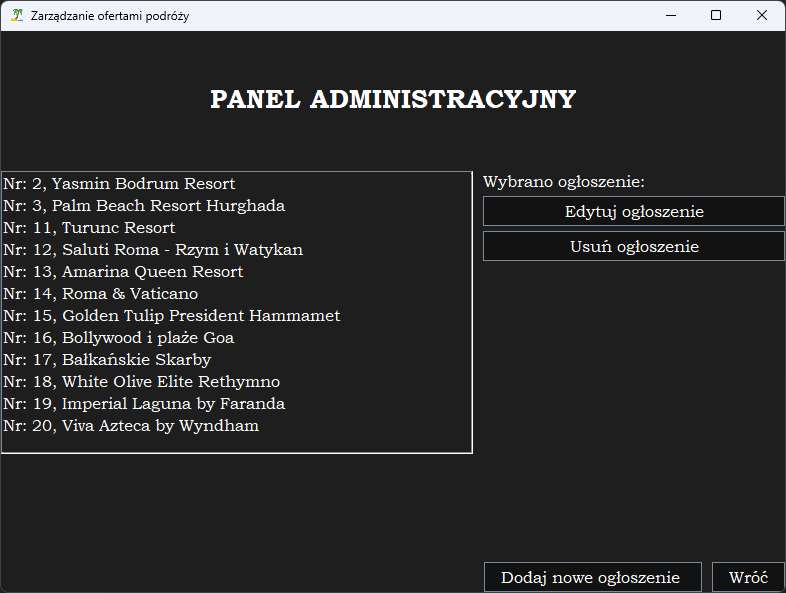 Zarządzanie ofertami podróży
PANEL ADMINISTRACYJNY
Nr: 2, Yasmin Bodrum Resort
Nr: 3, Palm Beach Resort Hurghada
Nr: 11, Turunc Resort
Nr: 12, Saluti Roma - Rzym i Watykan
Nr: 13, Amarina Queen Resort
Nr: 14, Roma & Vaticano
Nr: 15, Golden Tulip President Hammamet
Nr: 16, Bollywood i plaże Goa
Nr: 17, Bałkańskie Skarby
Nr: 18, White Olive Elite Rethymno
Nr: 19, Imperial Laguna by Faranda
Nr: 20, Viva Azteca by Wyndham
Wybrano ogłoszenie:
Edytuj ogłoszenie
Usuń ogłoszenie
Dodaj nowe ogłoszenie
Wróć